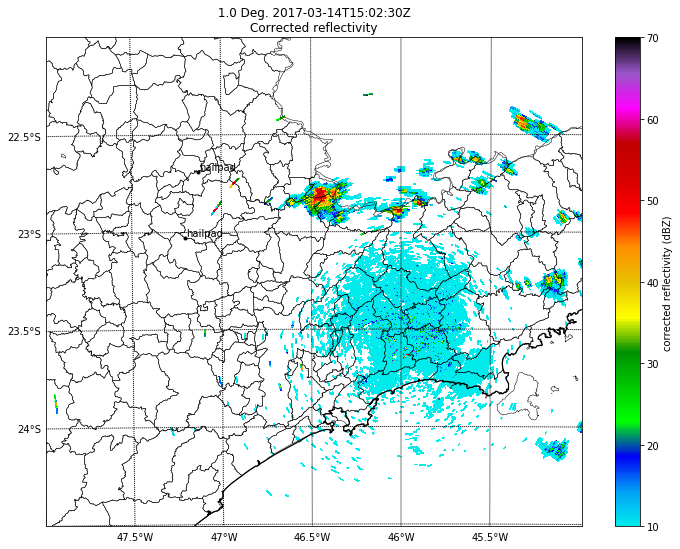 1.0 Deg. 2017-03-14T15:02:30Z
Corrected reflectivity
22.5°S
23°S
23.5°S
24°S
hailpad
hailpad
47.5°W
47°W
46.5°W
46°W
45.5°W
70
60
50
40
30
20
10
corrected reflectivity (dBZ)